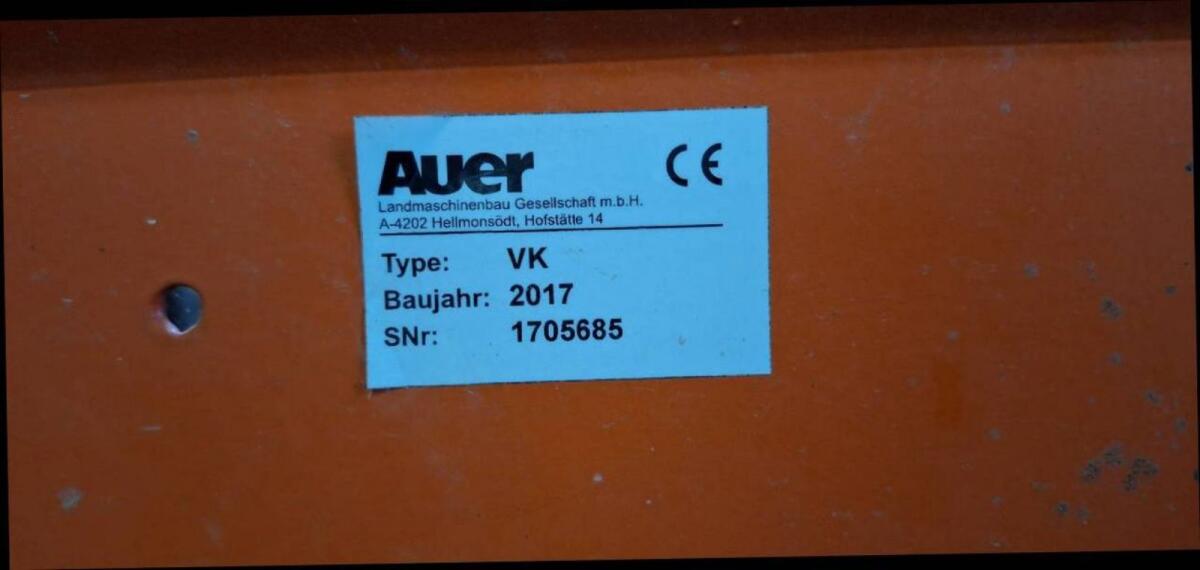 Auer CE
Landmaschinenbau Gesellschaft m.b.H.
A-4202 Hellmonsödt, Hofstätte 14
Type: VK
Baujahr: 2017
SNr: 1705685